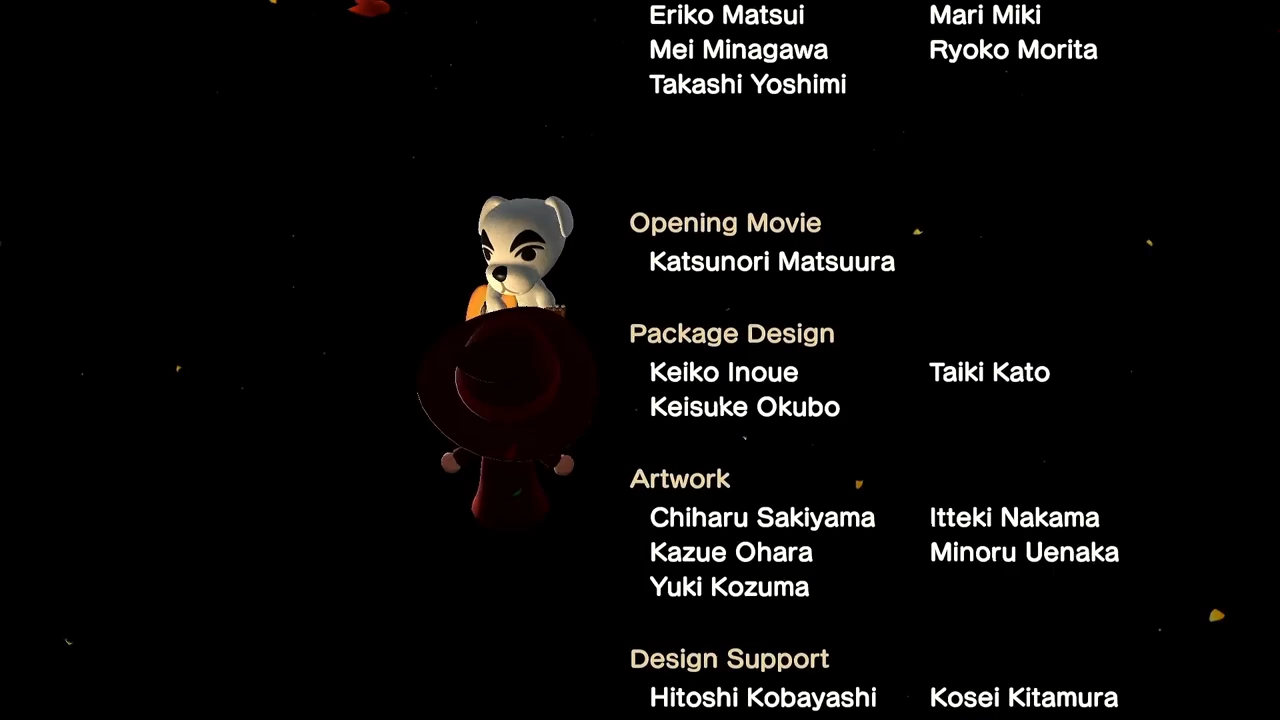 Eriko Matsui Mari Miki
Mei Minagawa Ryoko Morita
Takashi Yoshimi
Opening Movie
Katsunori Matsuura
Package Design
Keiko Inoue Taiki Kato
Keisuke Okubo
Artwork
Chiharu Sakiyama Itteki Nakama
Kazue Ohara Minoru Uenaka
Yuki Kozuma
Design Support
Hitoshi Kobayashi Kosei Kitamura